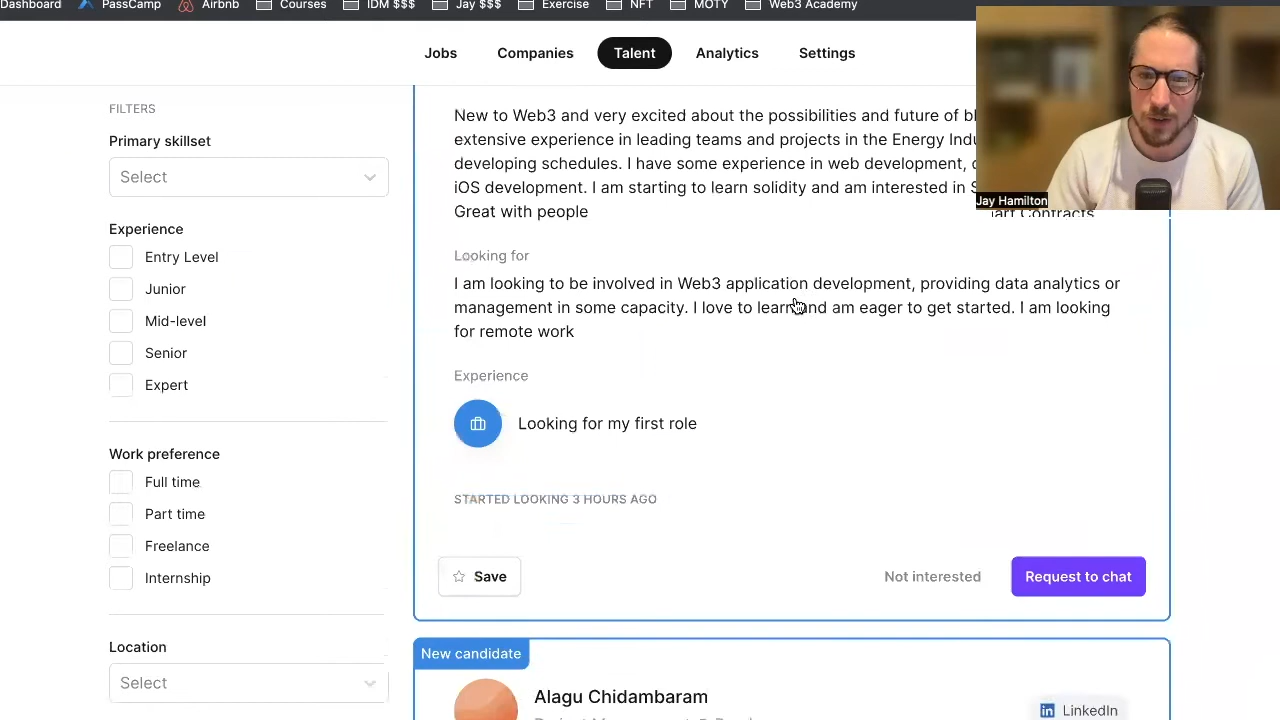 Dashboard PassCamp Airbnb Courses IDM $$$ Jay $$$ Exercise NFT MOTY Web3 Academy
Jobs Companies Talent Analytics Settings
Jay Hamilton
FILTERS
Primary skillset
Select
Experience
Entry Level
Junior
Mid-level
Senior
Expert
Work preference
Full time
Part time
Freelance
Internship
Location
Select
New to Web3 and very excited about the possibilities and future of
extensive experience in leading teams and projects in the Energy
developing schedules. I have some experience in web development,
iOS development. I am starting to learn solidity and am interested in
Great with people
Contracts
Looking for
I am looking to be involved in Web3 application development, providing data analytics or
management in some capacity. I love to learn and am eager to get started. I am looking
for remote work
Experience
Looking for my first role
STARTED LOOKING 3 HOURS AGO
Save Not interested Request to chat
New candidate
Alagu Chidambaram
LinkedIn